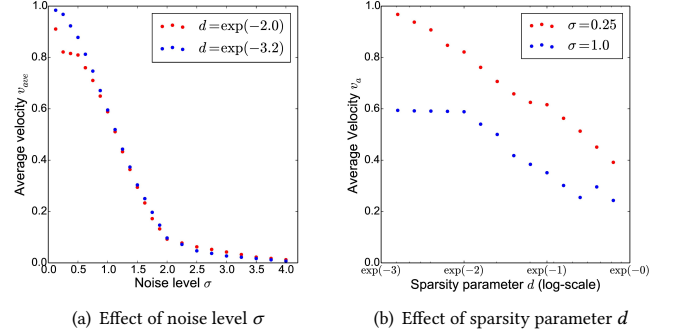 1.0
0.8
0.6
0.4
0.2
0.0
Average Velocity v_ave
d=exp(−2.0)
d=exp(−3.2)
0.0 0.5 1.0 1.5 2.0 2.5 3.0 3.5 4.0
Noise level σ
(a) Effect of noise level σ
1.0
0.8
0.6
0.4
0.2
0.0
Average Velocity v_a
σ=0.25
σ=1.0
exp(−3) exp(−2) exp(−1) exp(−0)
Sparsity parameter d (log-scale)
(b) Effect of sparsity parameter d